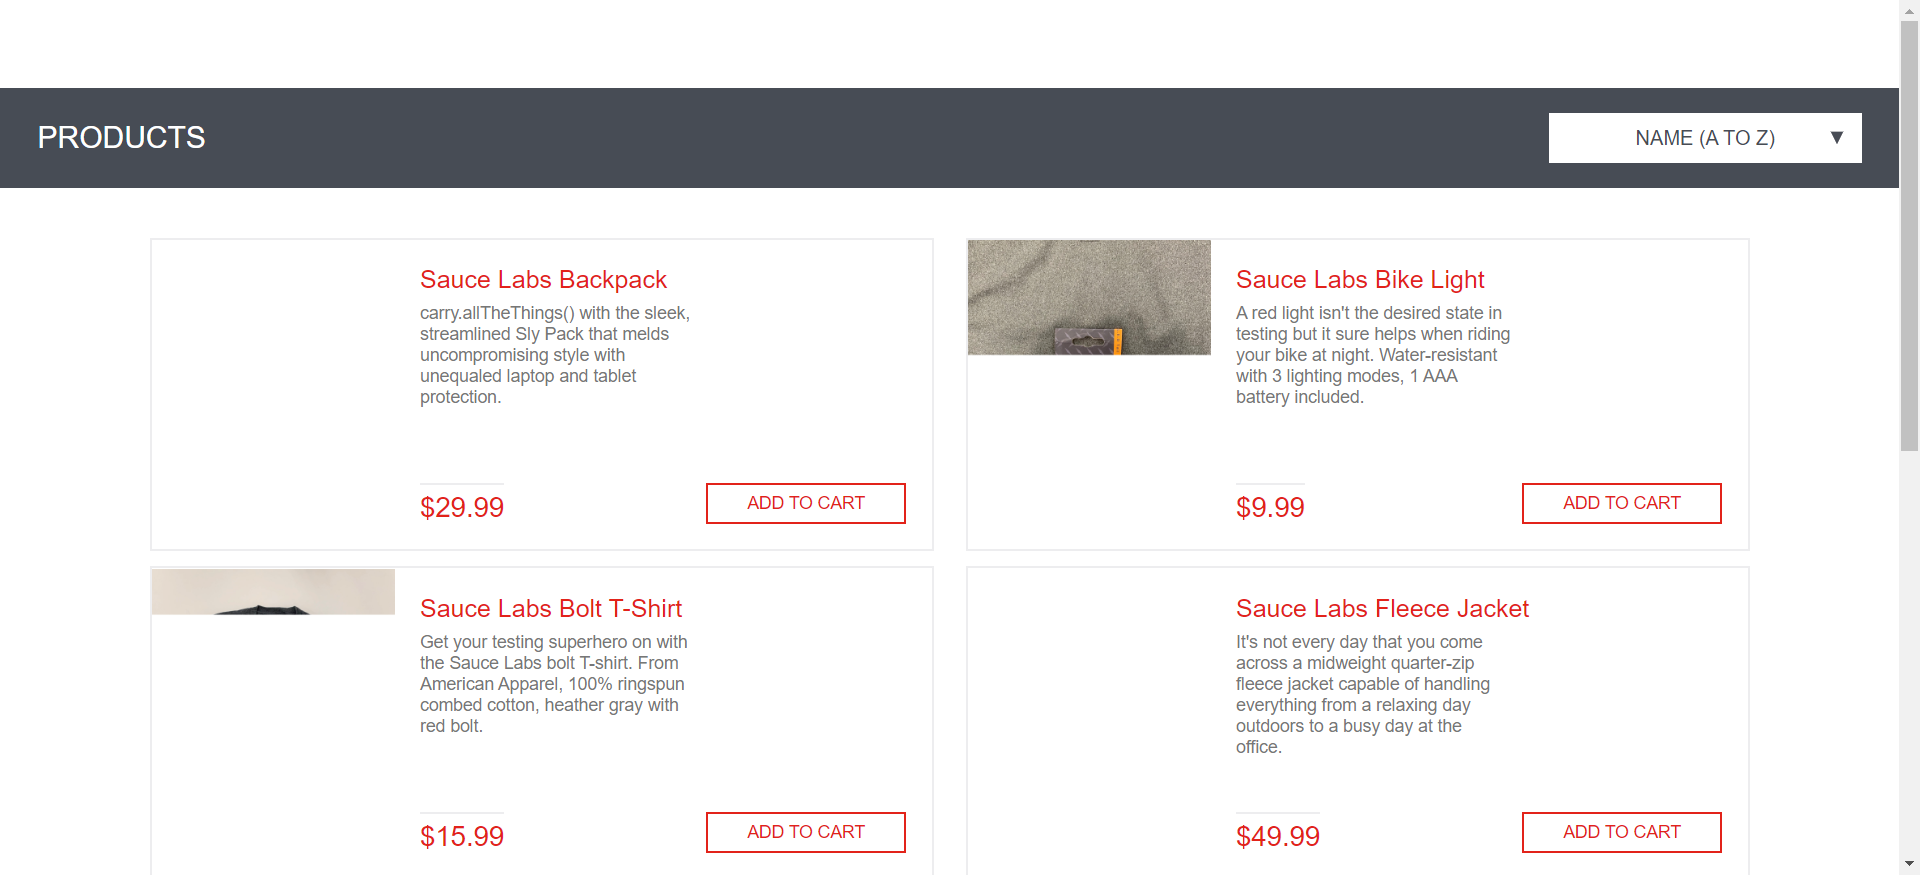 PRODUCTS
NAME (A TO Z) ▼
Sauce Labs Backpack
carry.allTheThings() with the sleek,
streamlined Sly Pack that melds
uncompromising style with
unequaled laptop and tablet
protection.
$29.99
ADD TO CART
Sauce Labs Bike Light
A red light isn't the desired state in
testing but it sure helps when riding
your bike at night. Water-resistant
with 3 lighting modes, 1 AAA
battery included.
$9.99
ADD TO CART
Sauce Labs Bolt T-Shirt
Get your testing superhero on with
the Sauce Labs bolt T-shirt. From
American Apparel, 100% ringspun
combed cotton, heather gray with
red bolt.
$15.99
ADD TO CART
Sauce Labs Fleece Jacket
It's not every day that you come
across a midweight quarter-zip
fleece jacket capable of handling
everything from a relaxing day
outdoors to a busy day at the
office.
$49.99
ADD TO CART